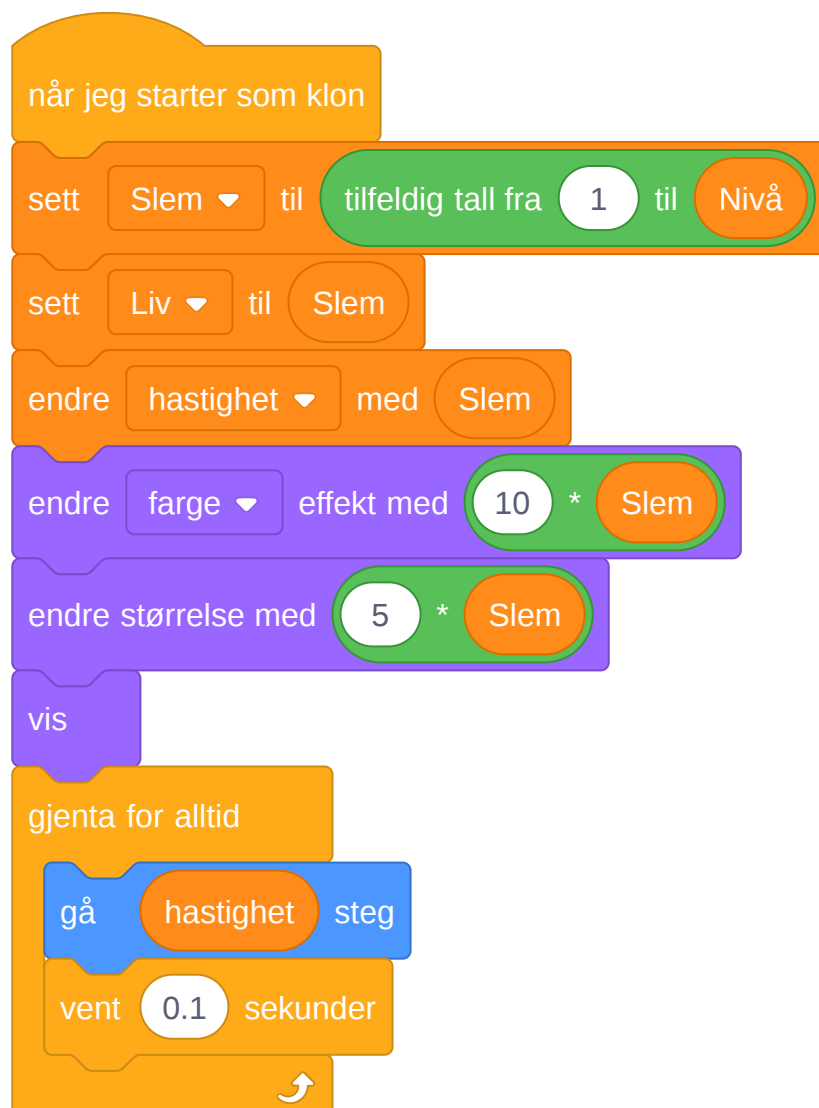 når jeg starter som klon
sett Slem til tilfeldig tall fra 1 til Nivå
sett Liv til Slem
endre hastighet med Slem
endre farge effekt med 10 * Slem
endre størrelse med 5 * Slem
vis
gjenta for alltid
gå hastighet steg
vent 0.1 sekunder